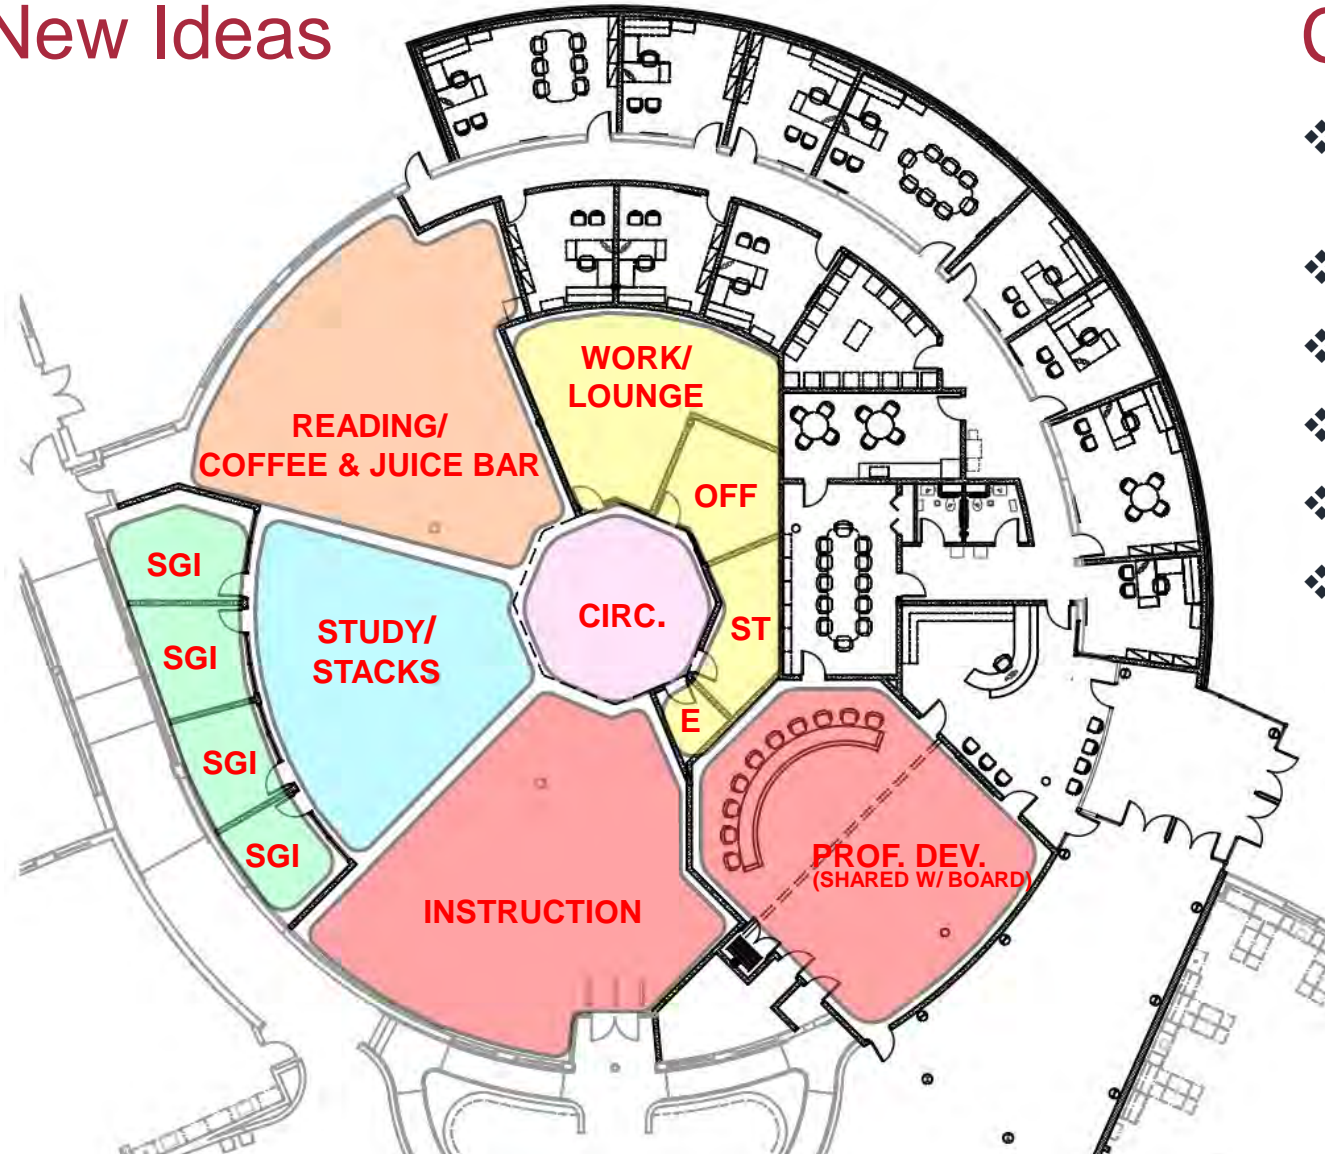 New Ideas
WORK/
LOUNGE
READING/
COFFEE & JUICE BAR
OFF
SGI
CIRC.
STUDY/
STACKS
ST
SGI
E
SGI
SGI
PROF. DEV.
(SHARED W/ BOARD)
INSTRUCTION